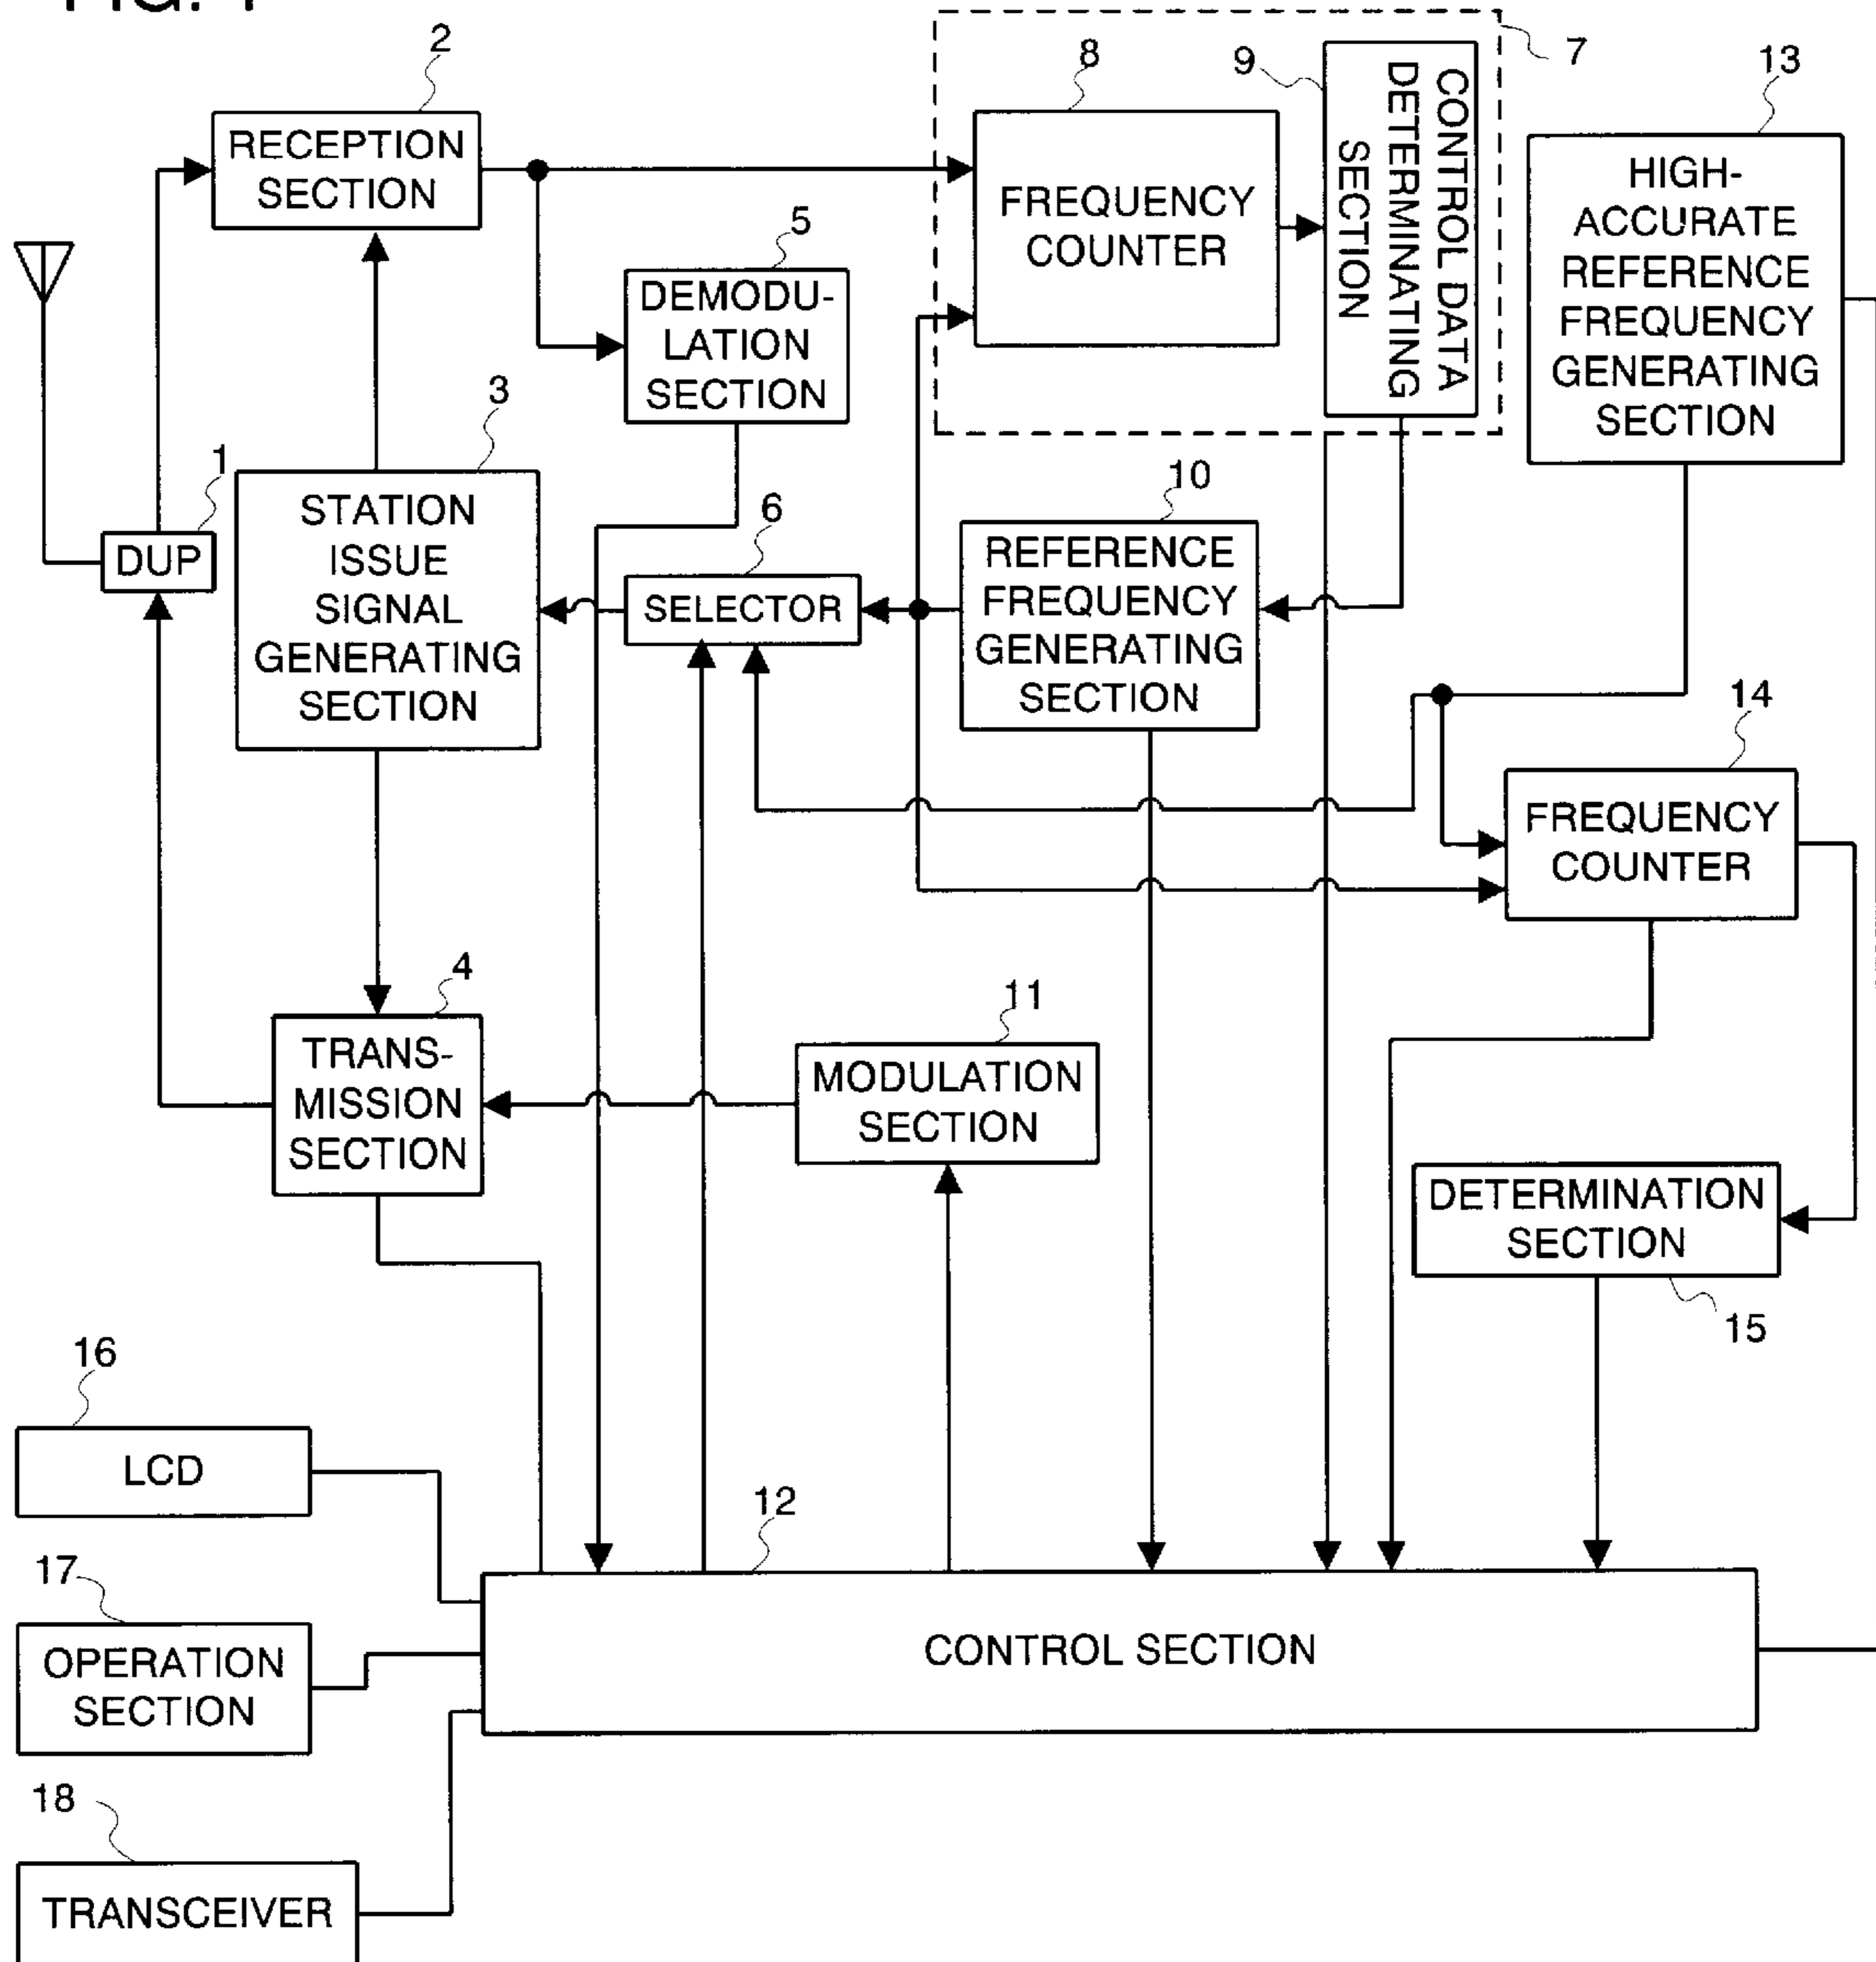 2
RECEPTION
SECTION
8
FREQUENCY
COUNTER
9
CONTROL DATA
DETERMINATING
SECTION
7
13
HIGH-
ACCURATE
REFERENCE
FREQUENCY
GENERATING
SECTION
5
DEMODU-
LATION
SECTION
1
DUP
3
STATION
ISSUE
SIGNAL
GENERATING
SECTION
6
SELECTOR
10
REFERENCE
FREQUENCY
GENERATING
SECTION
14
FREQUENCY
COUNTER
4
TRANS-
MISSION
SECTION
11
MODULATION
SECTION
DETERMINATION
SECTION
15
16
LCD
12
CONTROL SECTION
17
OPERATION
SECTION
18
TRANSCEIVER